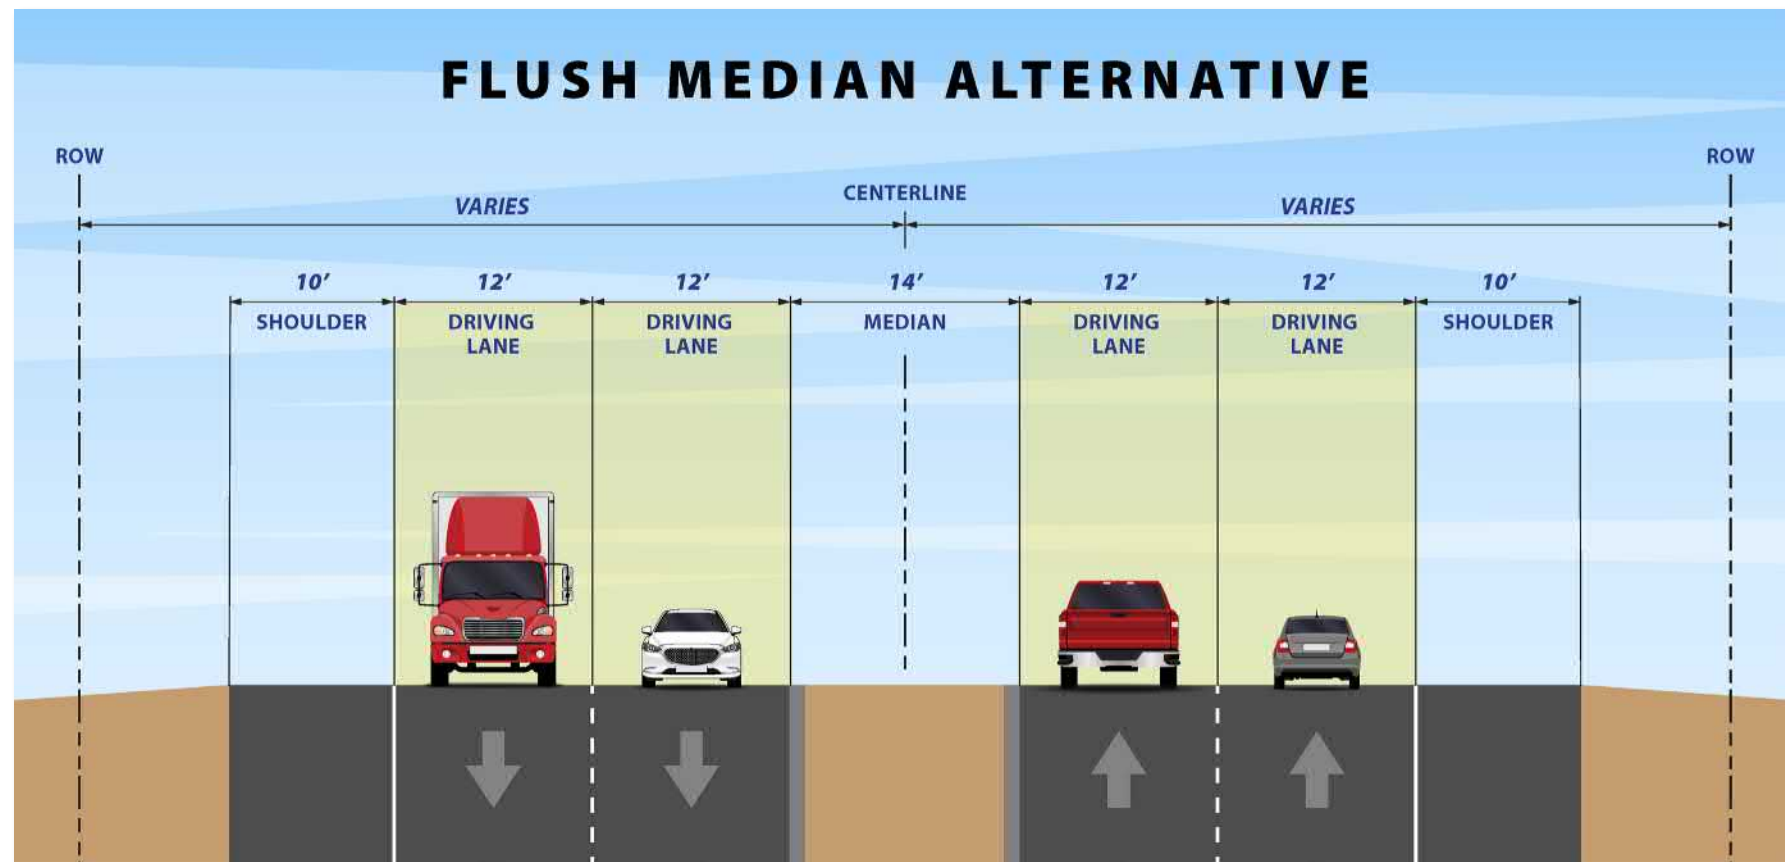 FLUSH MEDIAN ALTERNATIVE
ROW
ROW
CENTERLINE
VARIES
VARIES
10’
12’
12’
14’
12’
12’
10’
SHOULDER
DRIVING
LANE
DRIVING
LANE
MEDIAN
DRIVING
LANE
DRIVING
LANE
SHOULDER